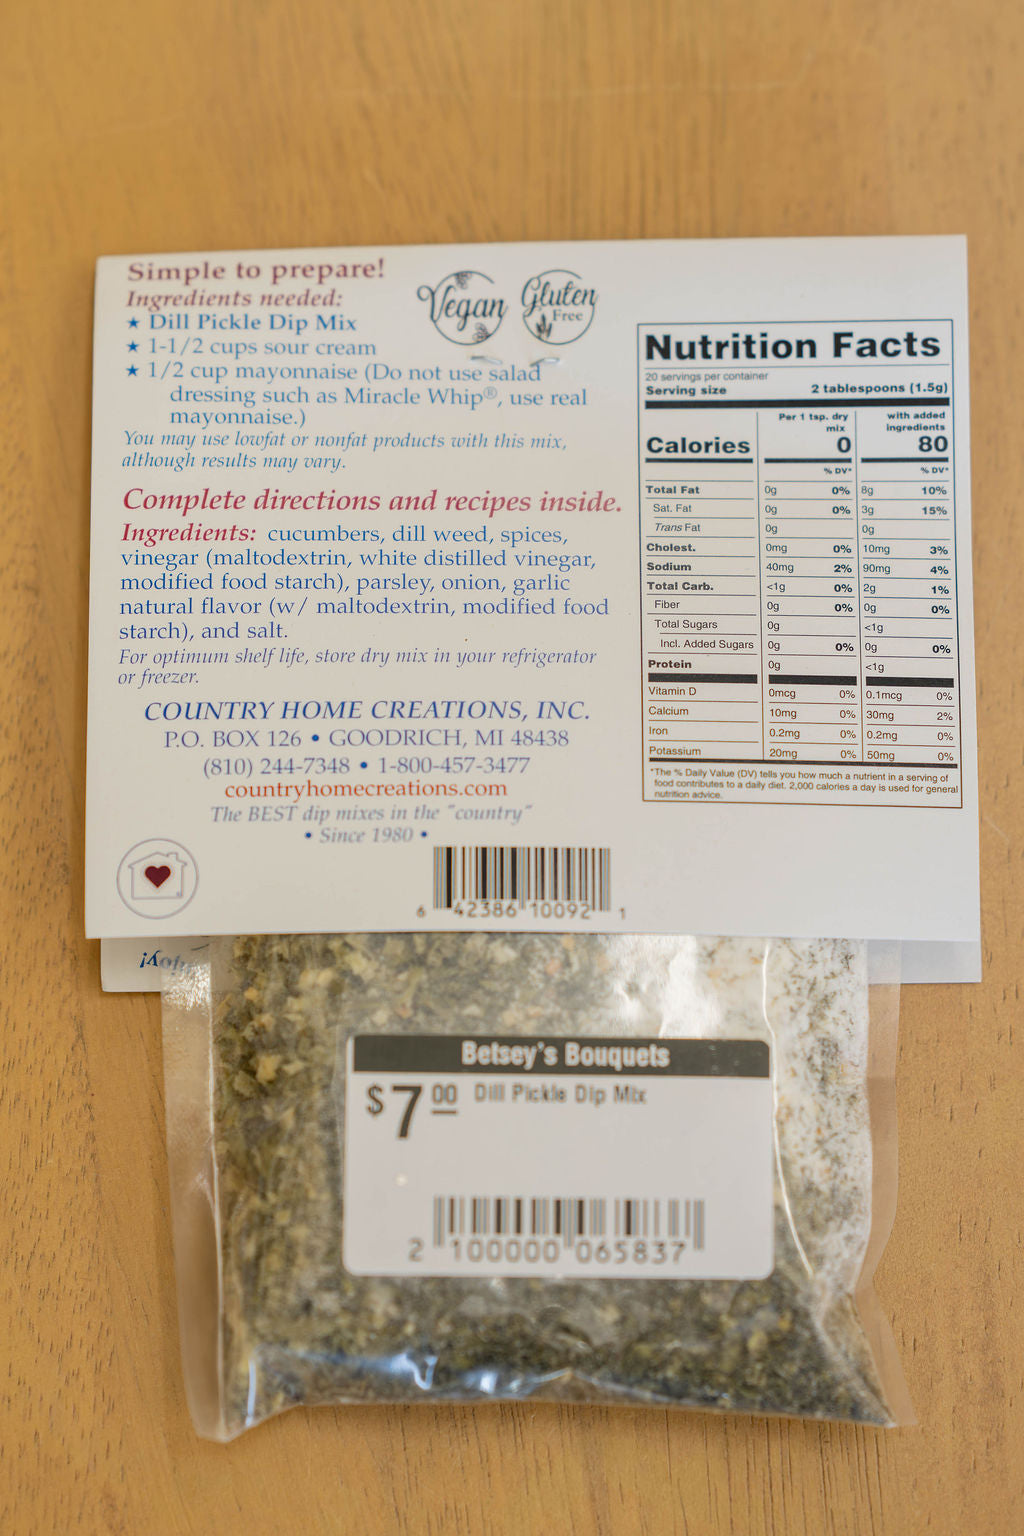 Simple to prepare!
Ingredients needed:
★ Dill Pickle Dip Mix
★ 1-1/2 cups sour cream
★ 1/2 cup mayonnaise (Do not use salad
dressing such as Miracle Whip®, use real
mayonnaise.)
You may use lowfat or nonfat products with this mix,
although results may vary.
Vegan
Gluten
Free
Complete directions and recipes inside.
Ingredients: cucumbers, dill weed, spices,
vinegar (maltodextrin, white distilled vinegar,
modified food starch), parsley, onion, garlic
natural flavor (w/ maltodextrin, modified food
starch), and salt.
For optimum shelf life, store dry mix in your refrigerator
or freezer.
COUNTRY HOME CREATIONS, INC.
P.O. BOX 126 • GOODRICH, MI 48438
(810) 244-7348 • 1-800-457-3477
countryhomecreations.com
The BEST dip mixes in the "country"
• Since 1980 •
6 42386 10092 1
Nutrition Facts
20 servings per container
Serving size 2 tablespoons (1.5g)
Per 1 tsp. dry mix with added ingredients
Calories 0 80
% DV* % DV*
Total Fat 0g 0% 8g 10%
Sat. Fat 0g 0% 3g 15%
Trans Fat 0g 0g
Cholest. 0mg 0% 10mg 3%
Sodium 40mg 2% 90mg 4%
Total Carb. <1g 0% 2g 1%
Fiber 0g 0% 0g 0%
Total Sugars 0g <1g
Incl. Added Sugars 0g 0% 0g 0%
Protein 0g <1g
Vitamin D 0mcg 0% 0.1mcg 0%
Calcium 10mg 0% 30mg 2%
Iron 0.2mg 0% 0.2mg 0%
Potassium 20mg 0% 50mg 0%
*The % Daily Value (DV) tells you how much a nutrient in a serving of
food contributes to a daily diet. 2,000 calories a day is used for general
nutrition advice.
Betsey's Bouquets
$7.00 Dill Pickle Dip Mix
2 100000 065837